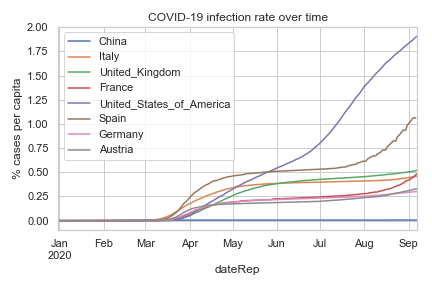 COVID-19 infection rate over time
% cases per capita
2.00
1.75
1.50
1.25
1.00
0.75
0.50
0.25
0.00
China
Italy
United_Kingdom
France
United_States_of_America
Spain
Germany
Austria
Jan Feb Mar Apr May Jun Jul Aug Sep
2020
dateRep